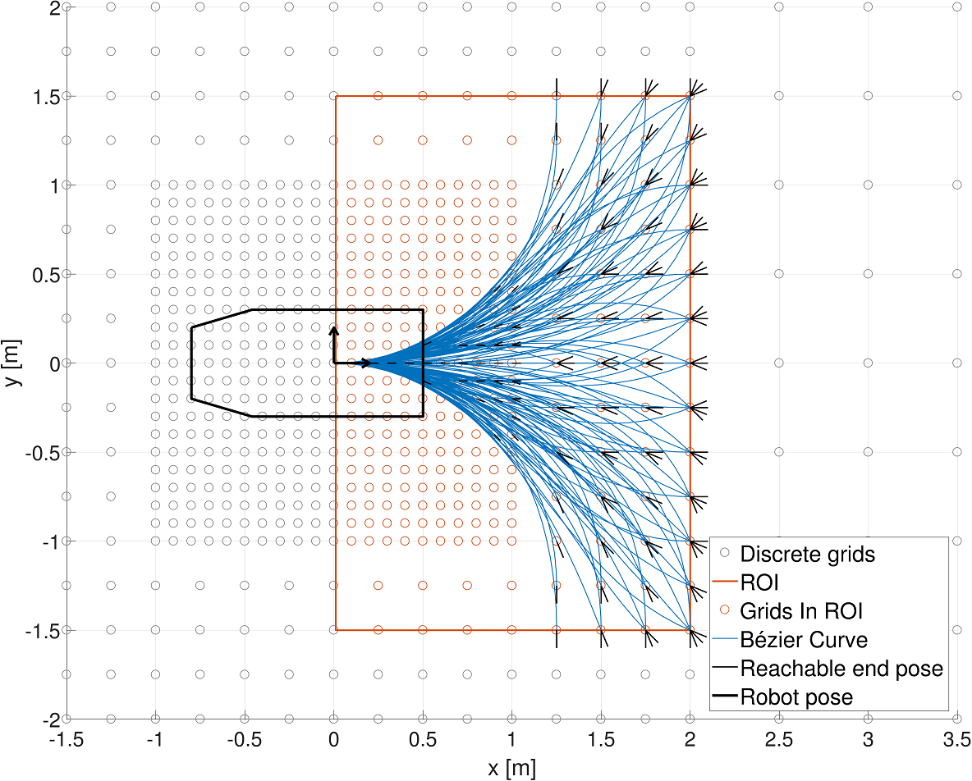 2
1.5
1
0.5
0
-0.5
-1
-1.5
-2
y [m]
-1.5 -1 -0.5 0 0.5 1 1.5 2 2.5 3 3.5
x [m]
Discrete grids
ROI
Grids In ROI
Bézier Curve
Reachable end pose
Robot pose